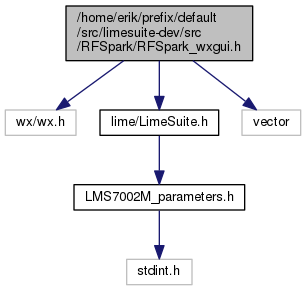 /home/erik/prefix/default
/src/limesuite-dev/src
/RFSpark/RFSpark_wxgui.h
wx/wx.h
lime/LimeSuite.h
vector
LMS7002M_parameters.h
stdint.h